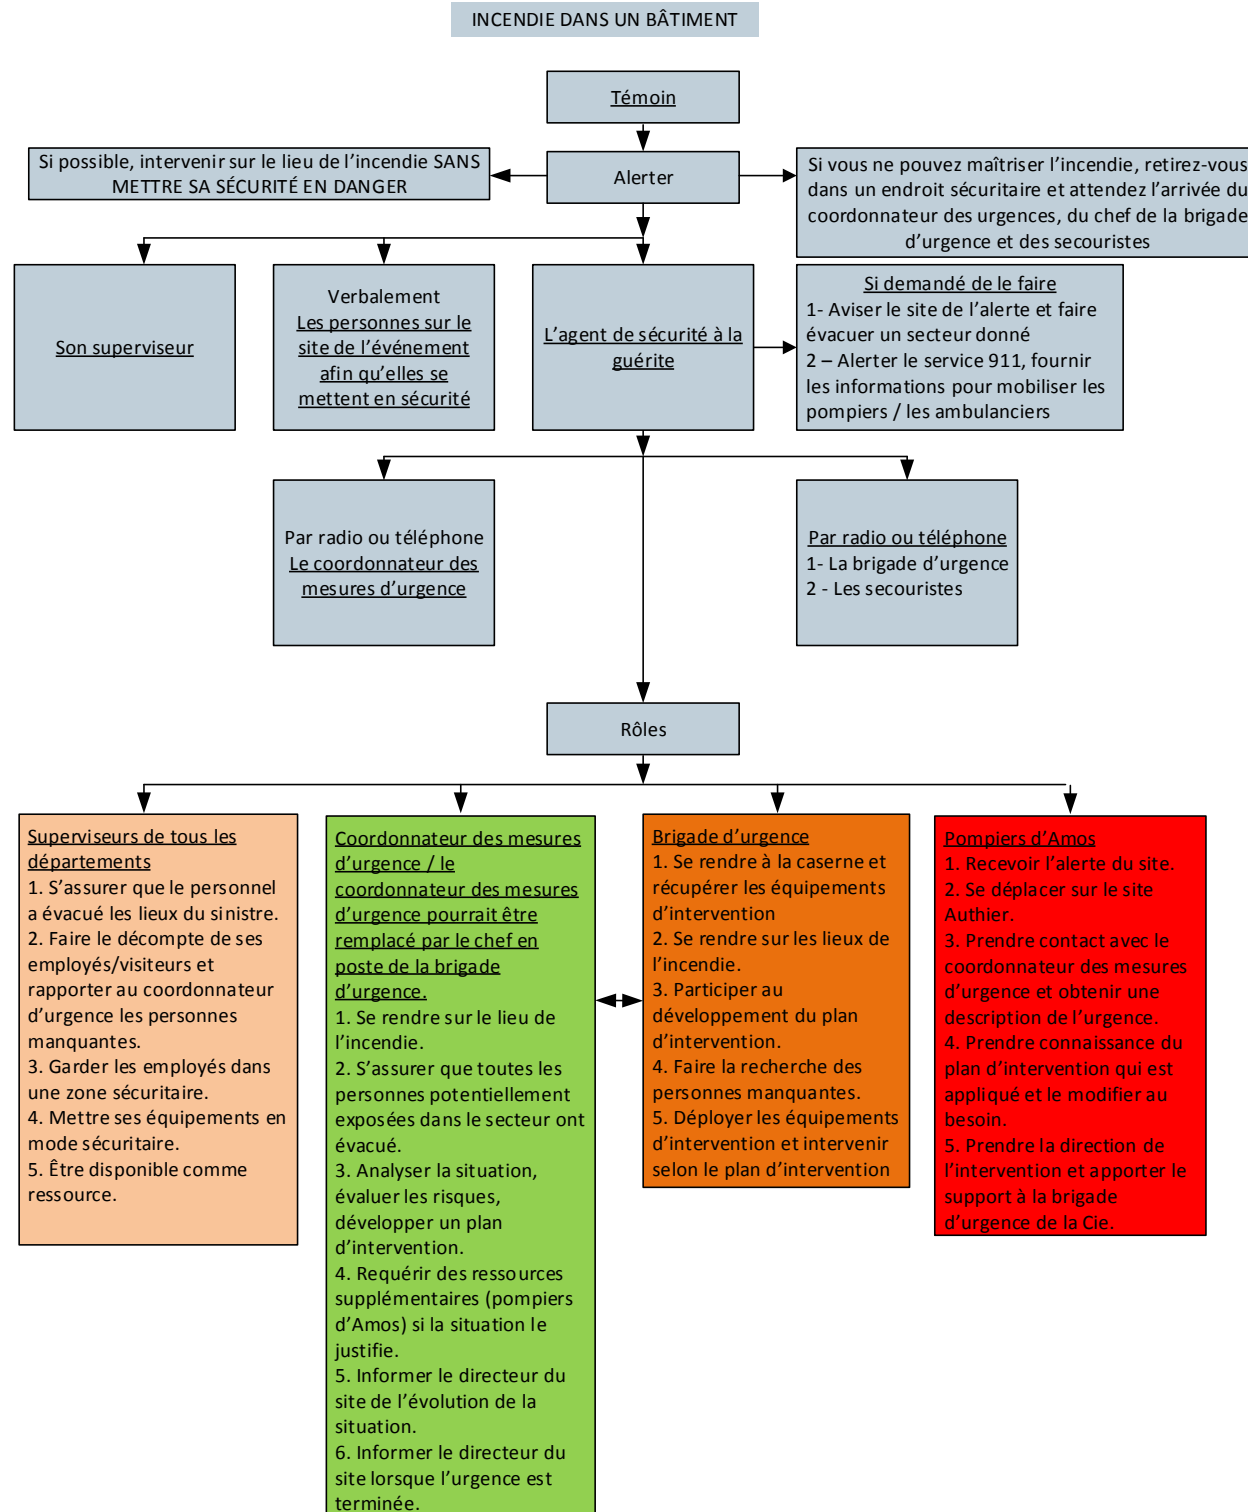 INCENDIE DANS UN BÂTIMENT
Témoin
Si possible, intervenir sur le lieu de l’incendie SANS
METTRE SA SÉCURITÉ EN DANGER
Alerter
Si vous ne pouvez maîtriser l’incendie, retirez-vous
dans un endroit sécuritaire et attendez l’arrivée du
coordonnateur des urgences, du chef de la brigade
d’urgence et des secouristes
Son superviseur
Verbalement
Les personnes sur le
site de l’événement
afin qu’elles se
mettent en sécurité
L’agent de sécurité à la
guérite
Si demandé de le faire
1- Aviser le site de l’alerte et faire
évacuer un secteur donné
2 – Alerter le service 911, fournir
les informations pour mobiliser les
pompiers / les ambulanciers
Par radio ou téléphone
Le coordonnateur des
mesures d’urgence
Par radio ou téléphone
1- La brigade d’urgence
2 - Les secouristes
Rôles
Superviseurs de tous les
départements
1. S’assurer que le personnel
a évacué les lieux du sinistre.
2. Faire le décompte de ses
employés/visiteurs et
rapporter au coordonnateur
d’urgence les personnes
manquantes.
3. Garder les employés dans
une zone sécuritaire.
4. Mettre ses équipements en
mode sécuritaire.
5. Être disponible comme
ressource.
Coordonnateur des mesures
d’urgence / le
coordonnateur des mesures
d’urgence pourrait être
remplacé par le chef en
poste de la brigade
d’urgence.
1. Se rendre sur le lieu de
l’incendie.
2. S’assurer que toutes les
personnes potentiellement
exposées dans le secteur ont
évacué.
3. Analyser la situation,
évaluer les risques,
développer un plan
d’intervention.
4. Requérir des ressources
supplémentaires (pompiers
d’Amos) si la situation le
justifie.
5. Informer le directeur du
site de l’évolution de la
situation.
6. Informer le directeur du
site lorsque l’urgence est
terminée.
Brigade d’urgence
1. Se rendre à la caserne et
récupérer les équipements
d’intervention
2. Se rendre sur les lieux de
l’incendie.
3. Participer au
développement du plan
d’intervention.
4. Faire la recherche des
personnes manquantes.
5. Déployer les équipements
d’intervention et intervenir
selon le plan d’intervention
Pompiers d’Amos
1. Recevoir l’alerte du site.
2. Se déplacer sur le site
Authier.
3. Prendre contact avec le
coordonnateur des mesures
d’urgence et obtenir une
description de l’urgence.
4. Prendre connaissance du
plan d’intervention qui est
appliqué et le modifier au
besoin.
5. Prendre la direction de
l’intervention et apporter le
support à la brigade
d’urgence de la Cie.